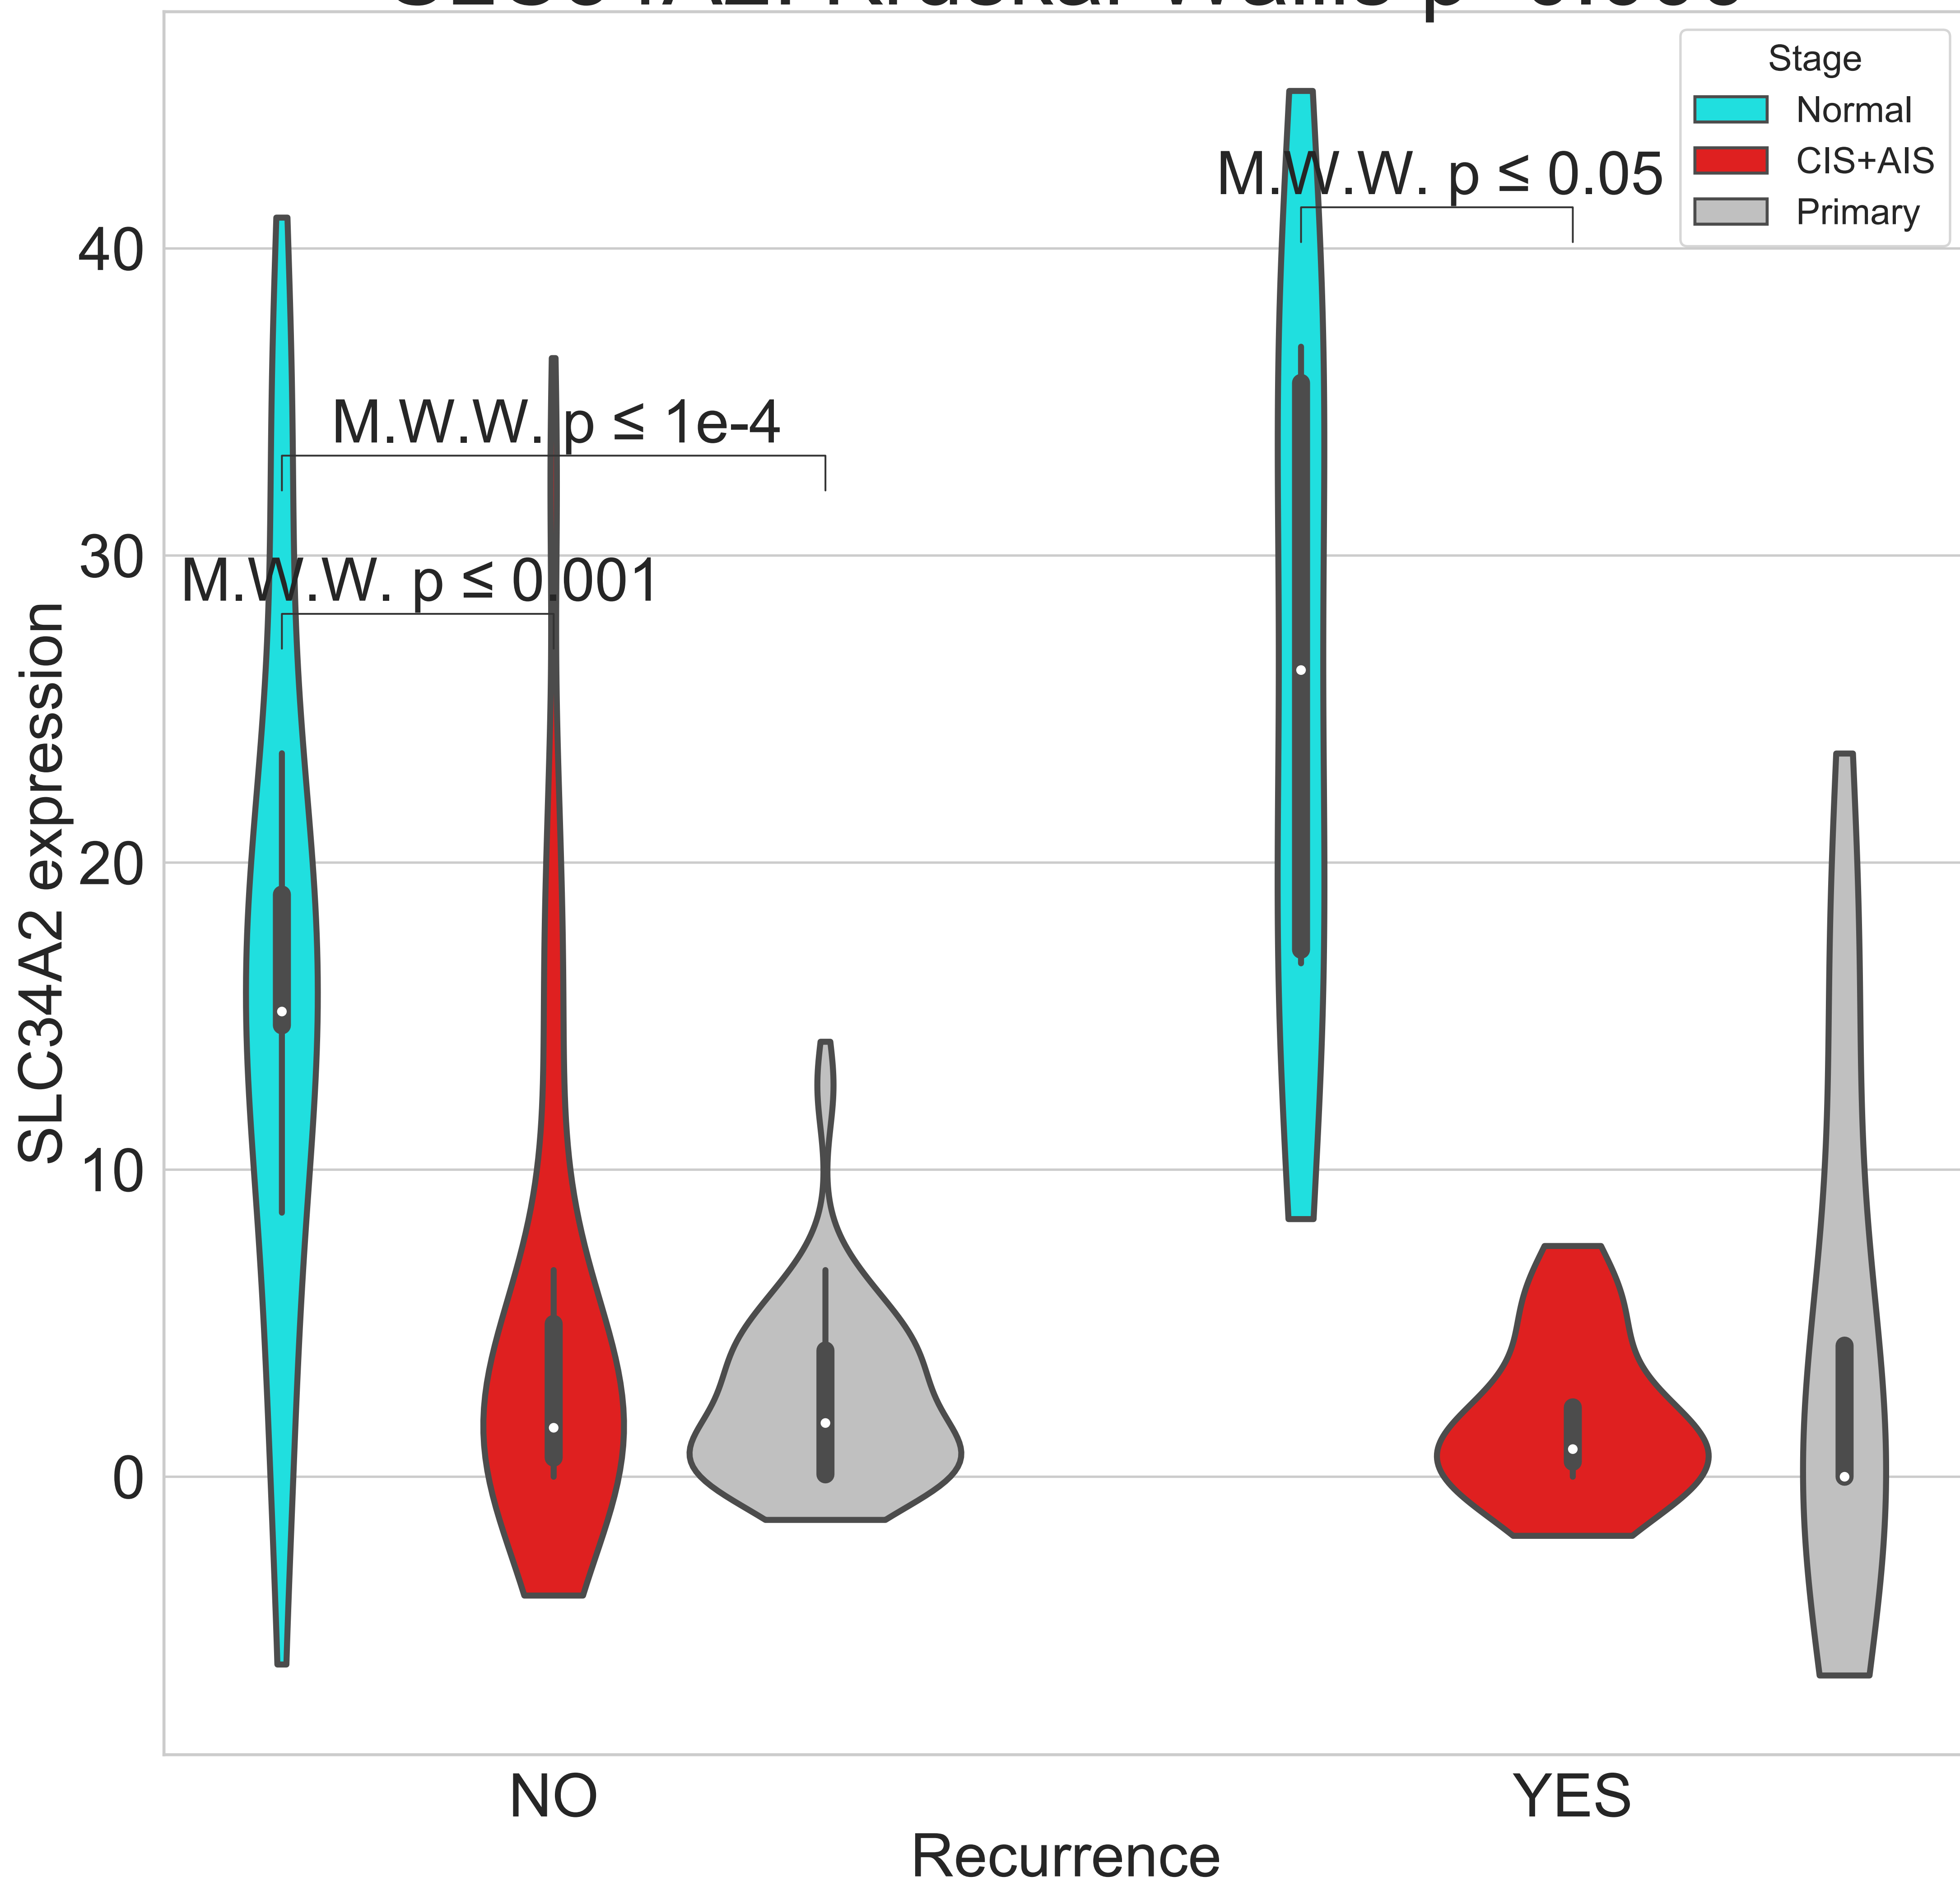 Stage
Normal
CIS+AIS
Primary
M.W.W. p ≤ 0.05
M.W.W. p ≤ 1e-4
M.W.W. p ≤ 0.001
SLC34A2 expression
40
30
20
10
0
NO
YES
Recurrence